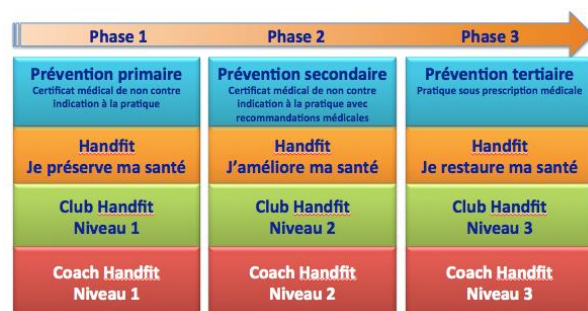 Phase 1
Phase 2
Phase 3
Prévention primaire
Certificat médical de non contre
indication à la pratique
Prévention secondaire
Certificat médical de non contre
indication à la pratique avec
recommandations médicales
Prévention tertiaire
Pratique sous prescription médicale
Handfit
Je préserve ma santé
Handfit
J'améliore ma santé
Handfit
Je restaure ma santé
Club Handfit
Niveau 1
Club Handfit
Niveau 2
Club Handfit
Niveau 3
Coach Handfit
Niveau 1
Coach Handfit
Niveau 2
Coach Handfit
Niveau 3